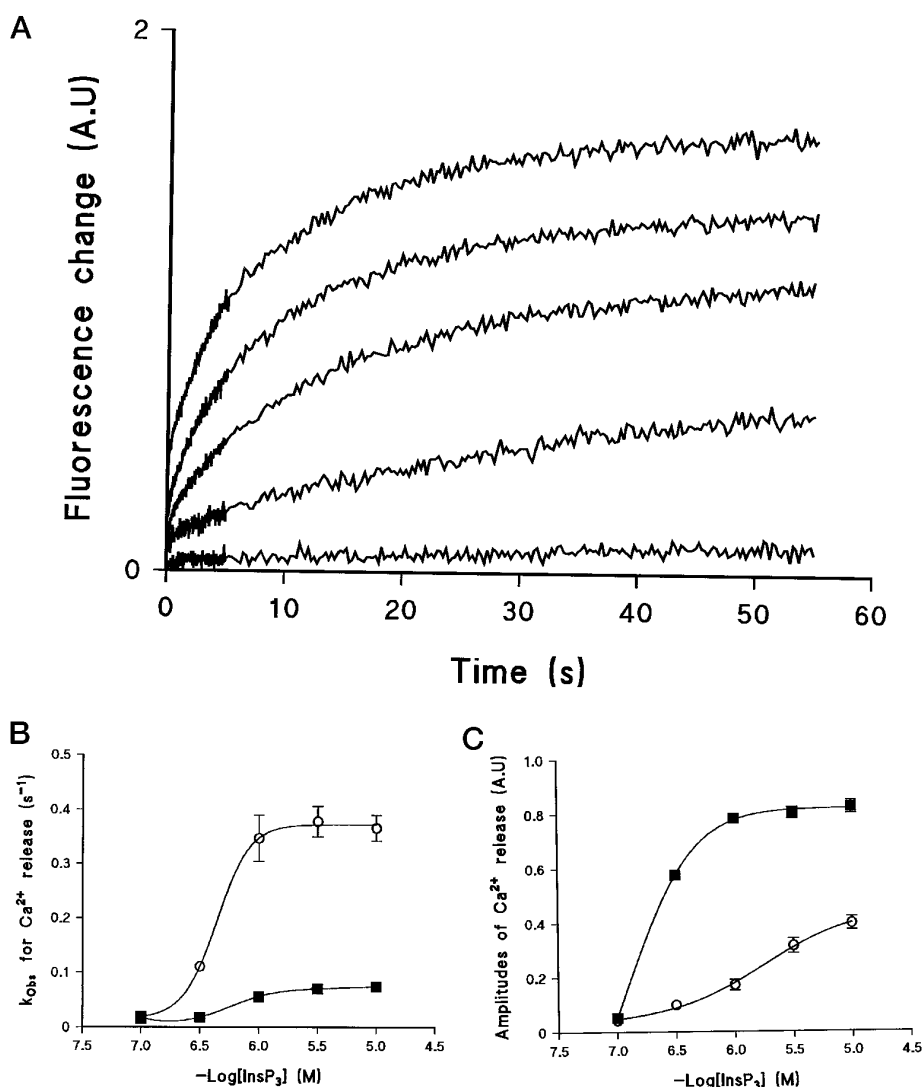 A
2
Fluorescence change (A.U)
0
0 10 20 30 40 50 60
Time (s)
B
0.5
0.4
0.3
0.2
0.1
0
kObs for Ca²⁺ release (s⁻¹)
7.5 7.0 6.5 6.0 5.5 5.0 4.5
−Log[InsP₃] (M)
C
1.0
0.8
0.6
0.4
0.2
0
Amplitudes of Ca²⁺ release (A.U)
7.5 7.0 6.5 6.0 5.5 5.0 4.5
−Log[InsP₃] (M)